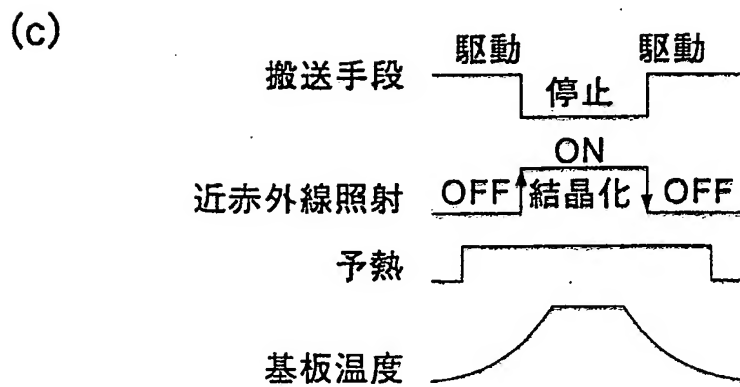 (c)
駆動 駆動
搬送手段 停止
ON
近赤外線照射 OFF 結晶化 OFF
予熱
基板温度